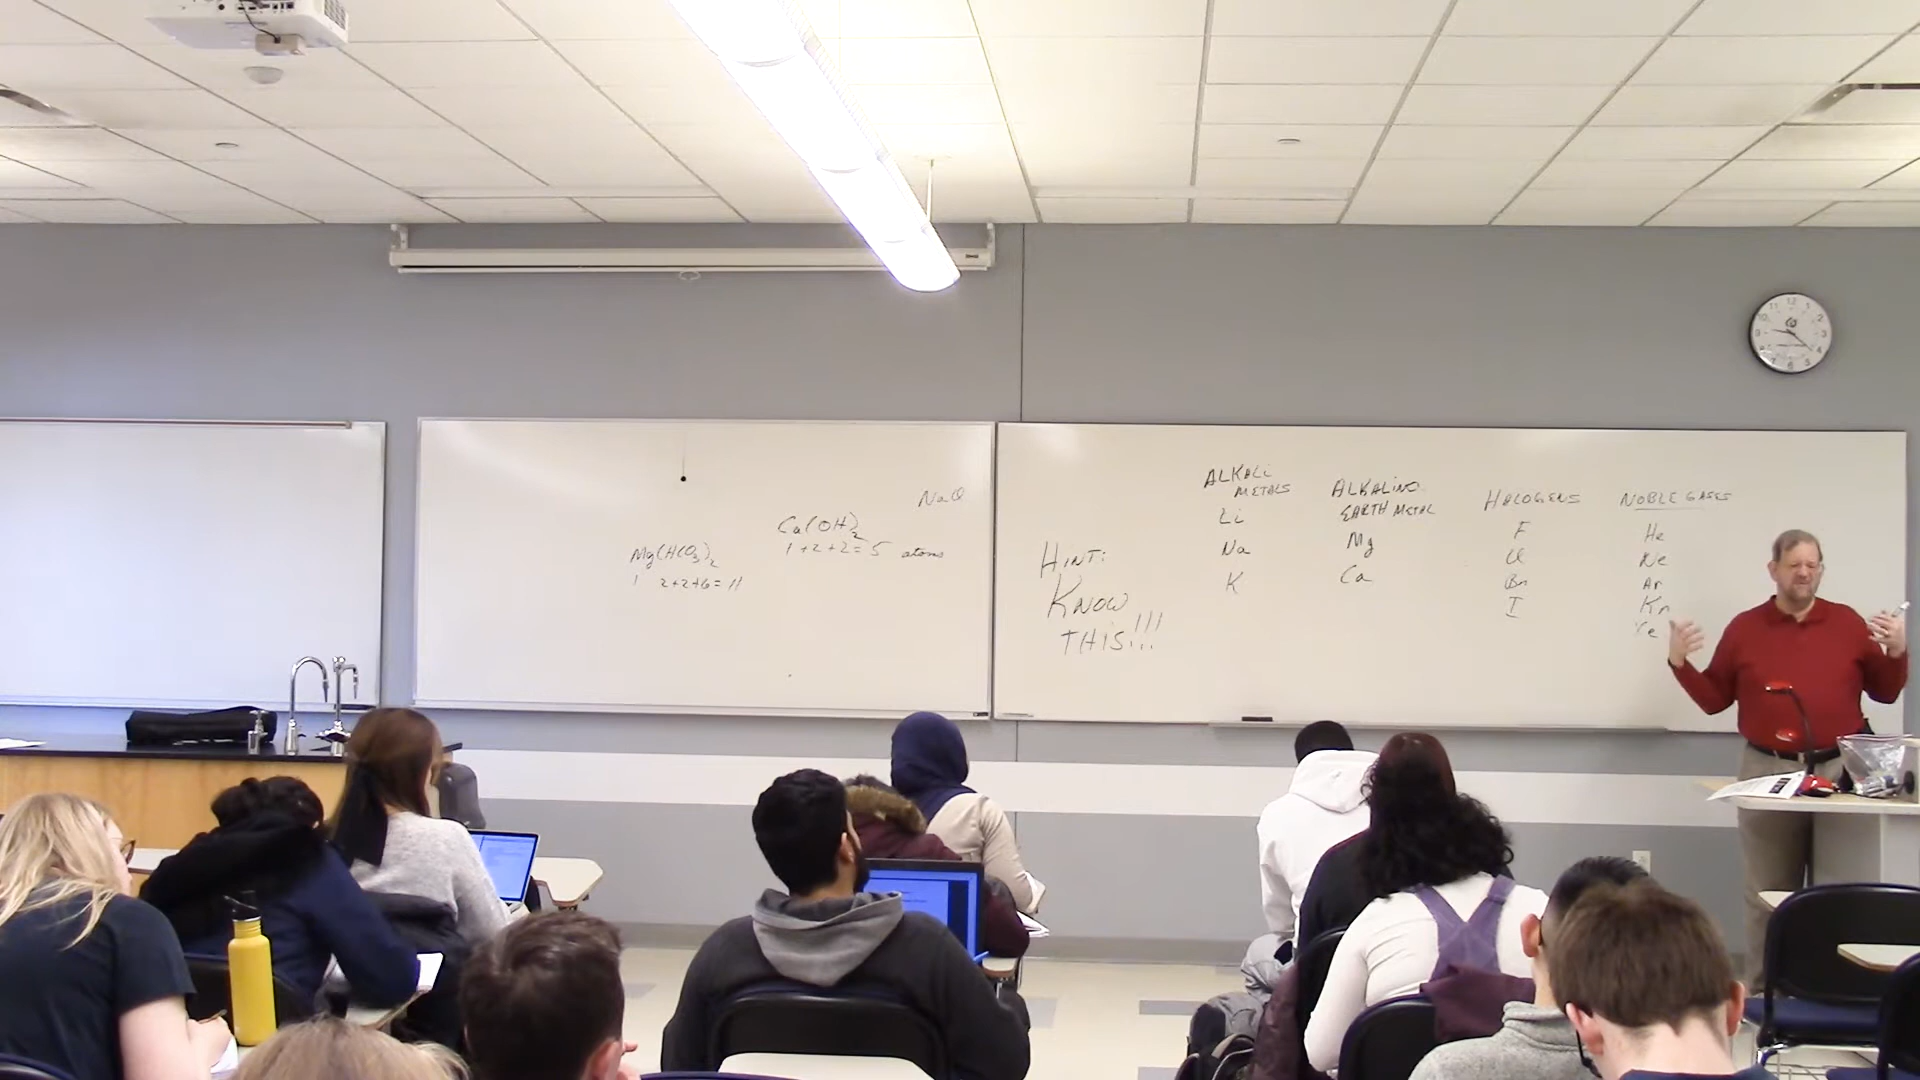 NaCl
Ca(OH)2
1+2+2=5 atoms
Mg(HCO3)2
1 2+2+6=11
HINT:
KNOW
THIS!!!
ALKALI
METALS
Li
Na
K
ALKALINE
EARTH METAL
Mg
Ca
HALOGENS
F
Cl
Br
I
NOBLE GASES
He
Ne
Ar
Kr
Xe